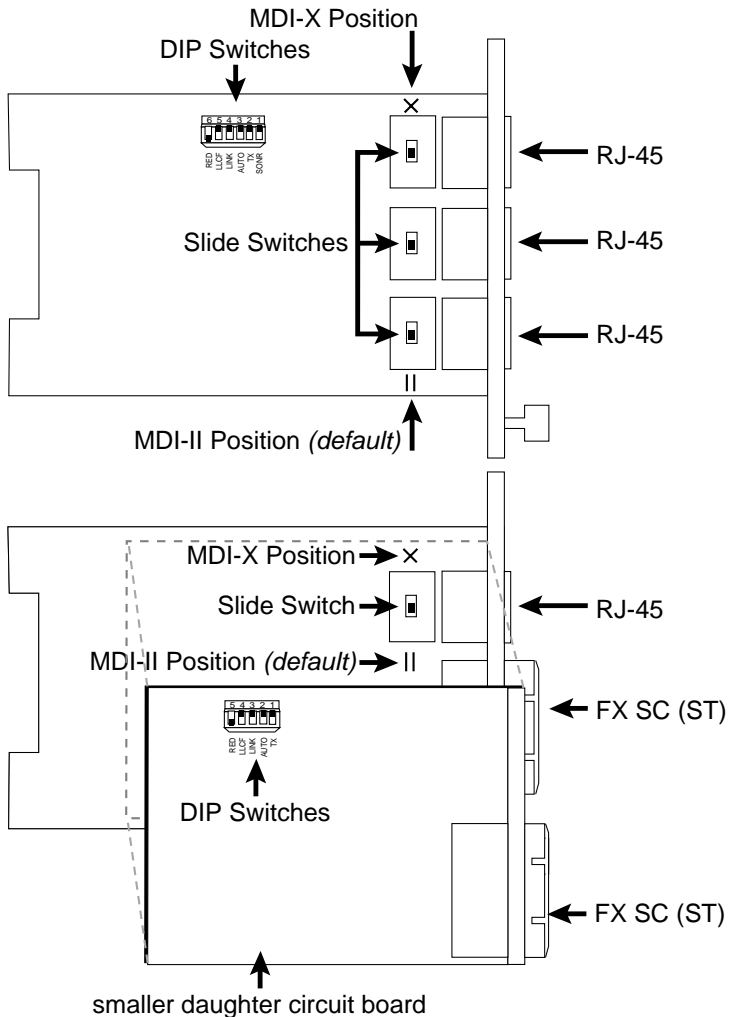 MDI-X Position
DIP Switches
×
6 5 4 3 2 1
RED
LLCF
LINK
AUTO
TX
SONR
RJ-45
Slide Switches
RJ-45
RJ-45
||
MDI-II Position (default)
MDI-X Position
×
Slide Switch
RJ-45
MDI-II Position (default)
||
5 4 3 2 1
RED
LLCF
LINK
AUTO
TX
FX SC (ST)
DIP Switches
FX SC (ST)
smaller daughter circuit board